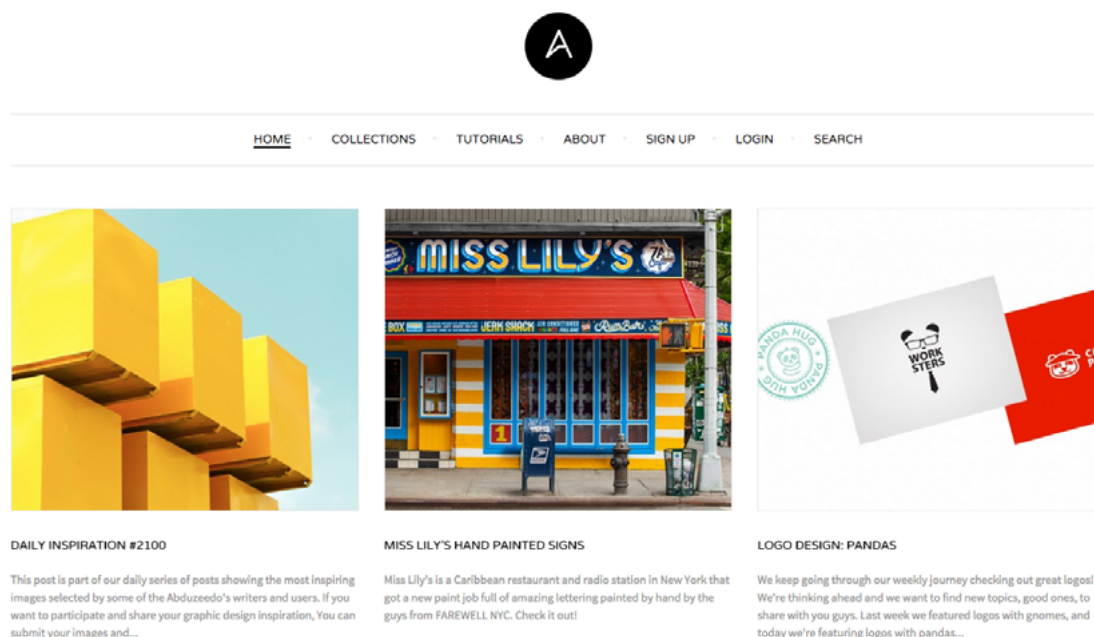 A
HOME
COLLECTIONS
TUTORIALS
ABOUT
SIGN UP
LOGIN
SEARCH
MISS LILY'S
BOX
JERK SHACK
AIR CONDITIONED
Rum Bar
1
PANDA HUG ★ PANDA HUG ★
WORK
STERS
DAILY INSPIRATION #2100
This post is part of our daily series of posts showing the most inspiring
images selected by some of the Abduzeedo's writers and users. If you
want to participate and share your graphic design inspiration, You can
submit your images and...
MISS LILY'S HAND PAINTED SIGNS
Miss Lily's is a Caribbean restaurant and radio station in New York that
got a new paint job full of amazing lettering painted by hand by the
guys from FAREWELL NYC. Check it out!
LOGO DESIGN: PANDAS
We keep going through our weekly journey checking out great logos!
We're thinking ahead and we want to find new topics, good ones, to
share with you guys. Last week we featured logos with gnomes, and
today we're featuring logos with pandas...